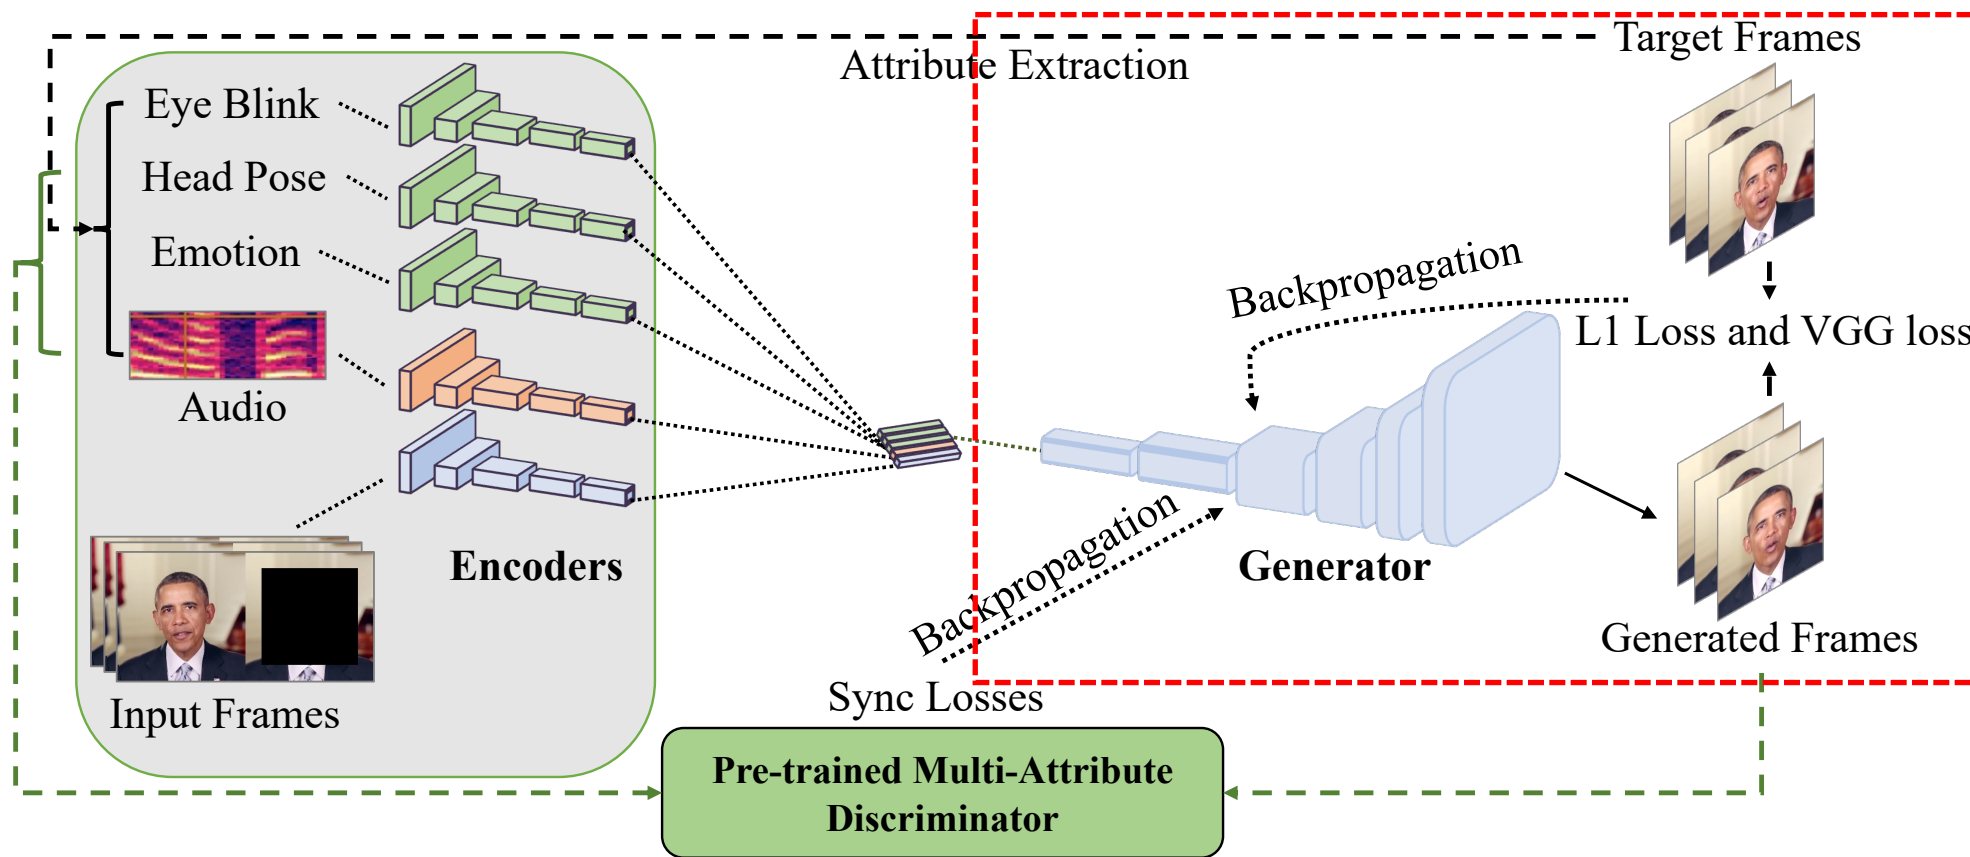 Target Frames
Attribute Extraction
Eye Blink
Head Pose
Emotion
Audio
Input Frames
Encoders
Backpropagation
L1 Loss and VGG loss
Backpropagation
Generator
Generated Frames
Sync Losses
Pre-trained Multi-Attribute
Discriminator